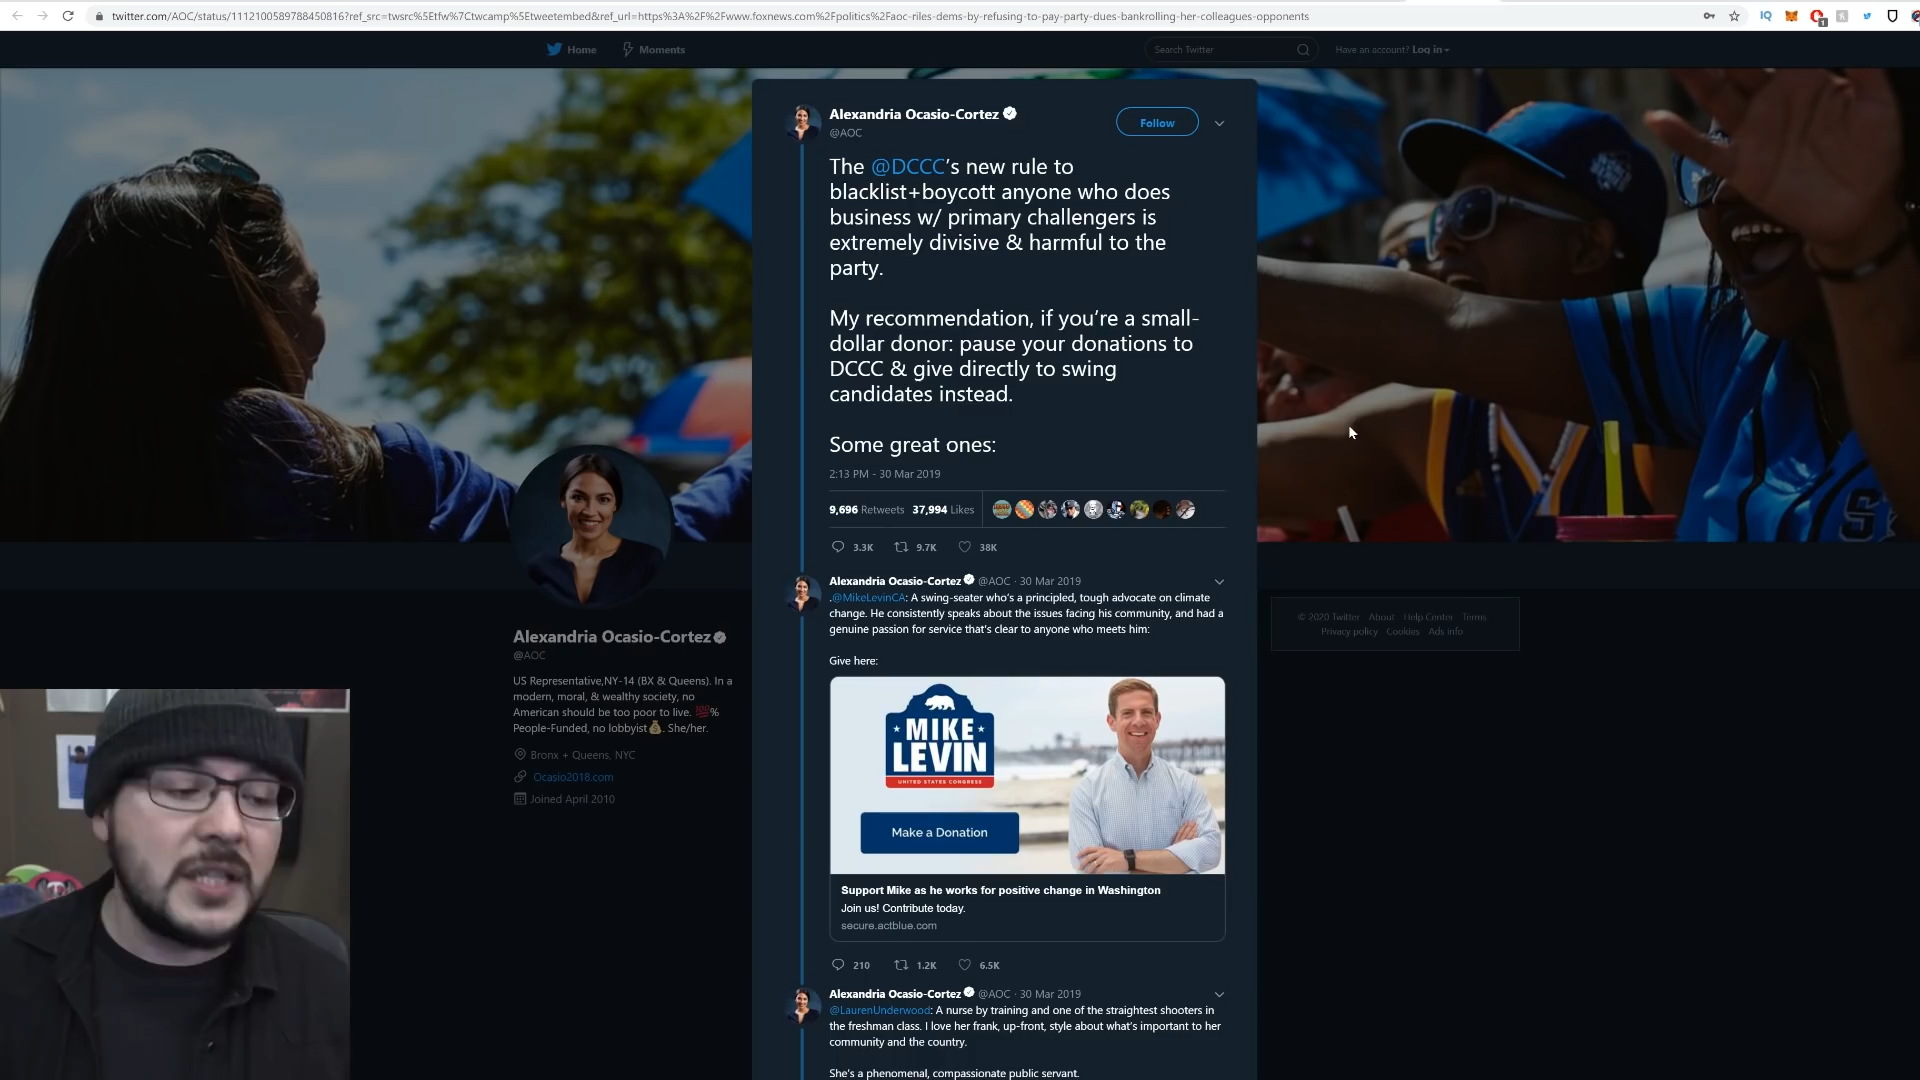 twitter.com/AOC/status/1112100589788450816?ref_src=twsrc%5Etfw%7Ctwcamp%5Etweetembed&ref_url=https%3A%2F%2Fwww.foxnews.com%2Fpolitics%2Faoc-riles-dems-by-refusing-to-pay-party-dues-bankrolling-her-colleagues-opponents
Home Moments Search Twitter Have an account? Log in
Alexandria Ocasio-Cortez
@AOC
Follow
The @DCCC's new rule to
blacklist+boycott anyone who does
business w/ primary challengers is
extremely divisive & harmful to the
party.
My recommendation, if you're a small-
dollar donor: pause your donations to
DCCC & give directly to swing
candidates instead.
Some great ones:
2:13 PM - 30 Mar 2019
9,696 Retweets 37,994 Likes
3.3K 9.7K 38K
Alexandria Ocasio-Cortez @AOC · 30 Mar 2019
.@MikeLevinCA: A swing-seater who's a principled, tough advocate on climate
change. He consistently speaks about the issues facing his community, and had a
genuine passion for service that's clear to anyone who meets him:
Give here:
MIKE
LEVIN
UNITED STATES CONGRESS
Make a Donation
Support Mike as he works for positive change in Washington
Join us! Contribute today.
secure.actblue.com
210 1.2K 6.5K
Alexandria Ocasio-Cortez @AOC · 30 Mar 2019
@LaurenUnderwood: A nurse by training and one of the straightest shooters in
the freshman class. I love her frank, up-front, style about what's important to her
community and the country.
She's a phenomenal, compassionate public servant.
Alexandria Ocasio-Cortez
@AOC
US Representative,NY-14 (BX & Queens). In a
modern, moral, & wealthy society, no
American should be too poor to live. 💯%
People-Funded, no lobbyist💰. She/her.
Bronx + Queens, NYC
Ocasio2018.com
Joined April 2010
© 2020 Twitter About Help Center Terms
Privacy policy Cookies Ads info